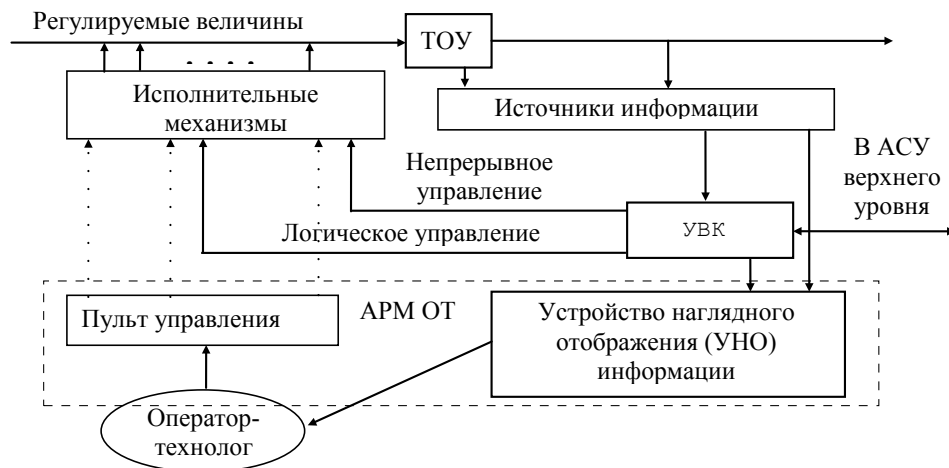 Регулируемые величины
ТОУ
Исполнительные
механизмы
Источники информации
Непрерывное
управление
В АСУ
верхнего
уровня
УВК
Логическое управление
Пульт управления
АРМ ОТ
Устройство наглядного
отображения (УНО)
информации
Оператор-
технолог